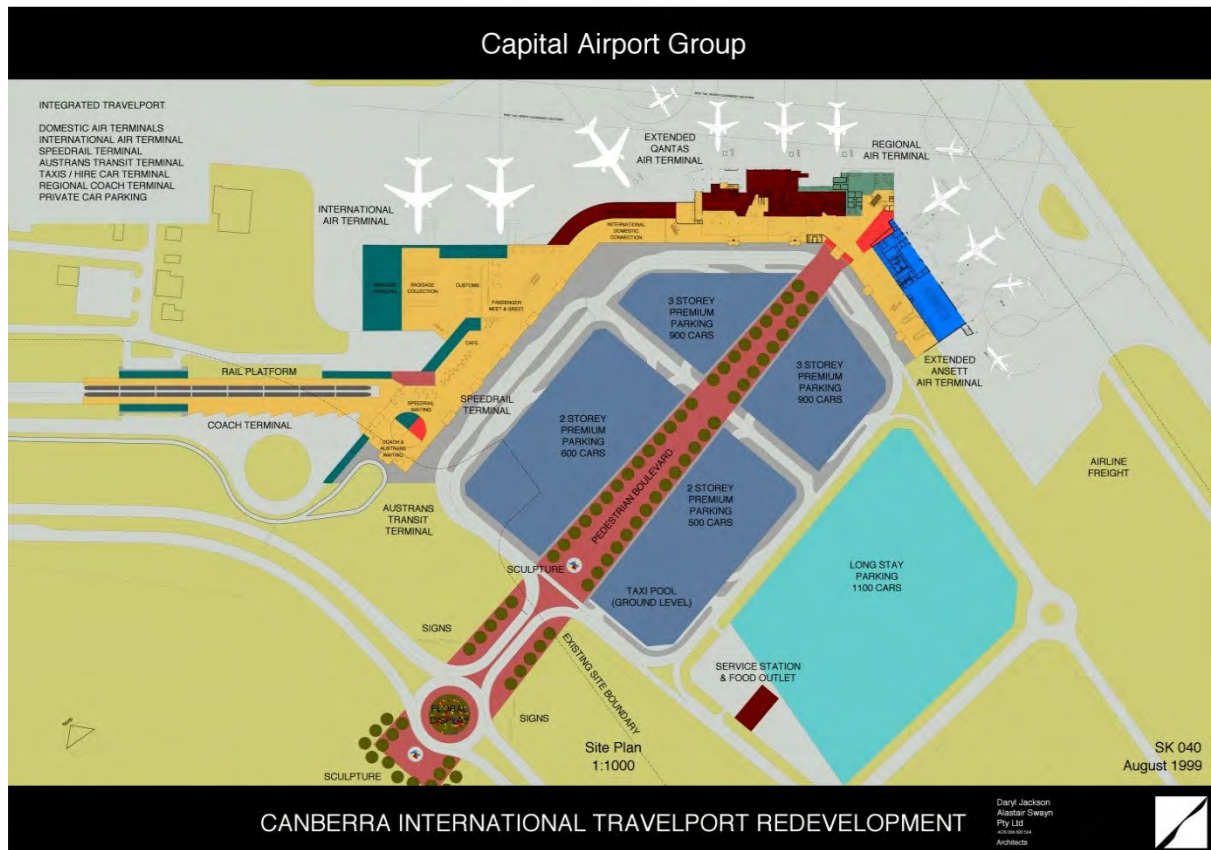 Capital Airport Group
INTEGRATED TRAVELPORT
DOMESTIC AIR TERMINALS
INTERNATIONAL AIR TERMINAL
SPEEDRAIL TERMINAL
AUSTRANS TRANSIT TERMINAL
TAXIS / HIRE CAR TERMINAL
REGIONAL COACH TERMINAL
PRIVATE CAR PARKING
INTERNATIONAL
AIR TERMINAL
EXTENDED
QANTAS
AIR TERMINAL
REGIONAL
AIR TERMINAL
INTERNATIONAL
DOMESTIC
CONNECTION
BAGGAGE
COLLECTION
CUSTOMS
PASSENGER
MEET & GREET
CAFE
RAIL PLATFORM
SPEEDRAIL
WAITING
SPEEDRAIL
TERMINAL
COACH TERMINAL
COACH &
AUSTRANS
WAITING
AUSTRANS
TRANSIT
TERMINAL
3 STOREY
PREMIUM
PARKING
900 CARS
3 STOREY
PREMIUM
PARKING
900 CARS
EXTENDED
ANSETT
AIR TERMINAL
2 STOREY
PREMIUM
PARKING
600 CARS
2 STOREY
PREMIUM
PARKING
500 CARS
PEDESTRIAN BOULEVARD
AIRLINE
FREIGHT
SCULPTURE
TAXI POOL
(GROUND LEVEL)
LONG STAY
PARKING
1100 CARS
SIGNS
EXISTING SITE BOUNDARY
SERVICE STATION
& FOOD OUTLET
FLORAL
DISPLAY
SIGNS
SCULPTURE
Site Plan
1:1000
SK 040
August 1999
CANBERRA INTERNATIONAL TRAVELPORT REDEVELOPMENT
Daryl Jackson
Alastair Swayn
Pty Ltd
Architects